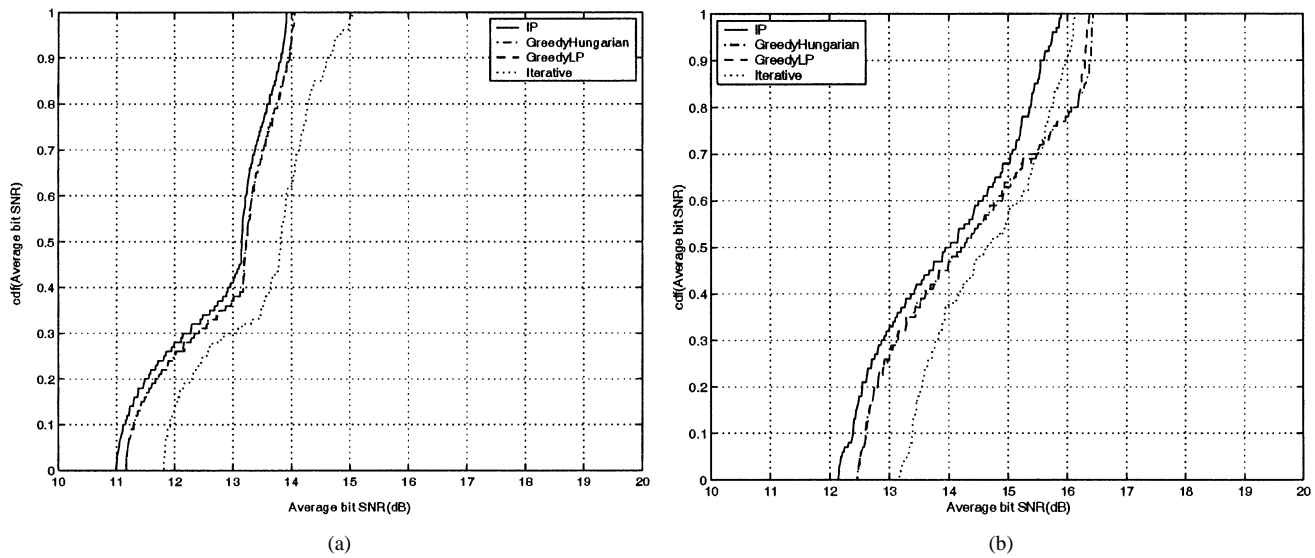 1
0.9
0.8
0.7
0.6
0.5
0.4
0.3
0.2
0.1
0
cdf(Average bit SNR)
IP
GreedyHungarian
GreedyLP
Iterative
10 11 12 13 14 15 16 17 18 19 20
Average bit SNR(dB)
(a)
1
0.9
0.8
0.7
0.6
0.5
0.4
0.3
0.2
0.1
0
cdf(Average bit SNR)
IP
GreedyHungarian
GreedyLP
Iterative
10 11 12 13 14 15 16 17 18 19 20
Average bit SNR(dB)
(b)